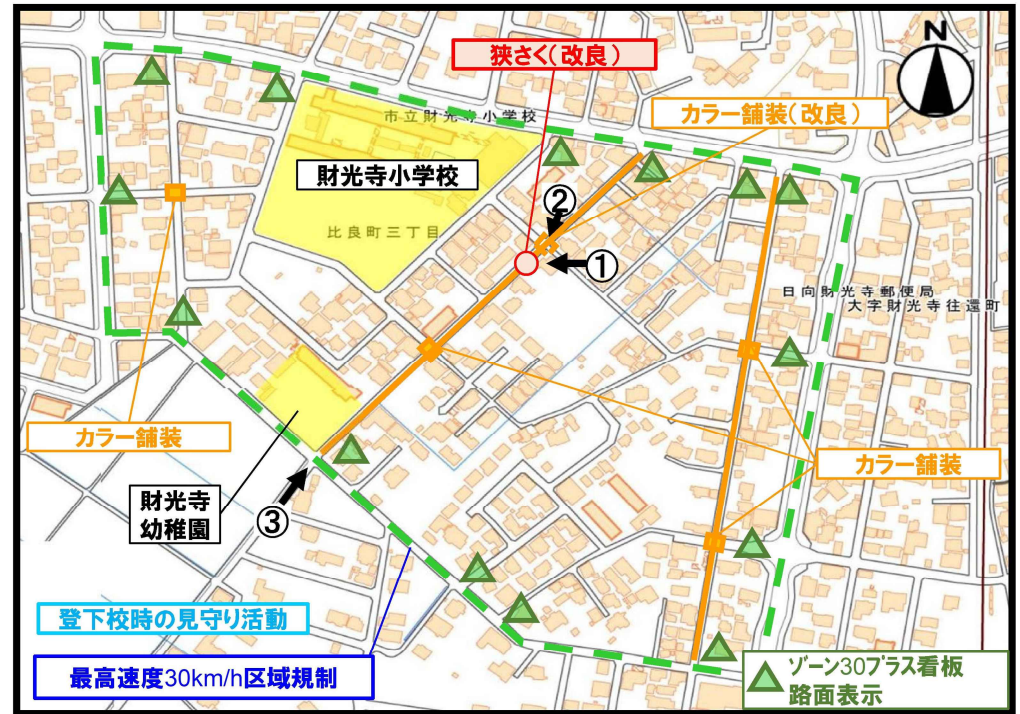 N
狭さく(改良)
カラー舗装(改良)
市立財光寺小学校
財光寺小学校
②
比良町三丁目
①
日向財光寺郵便局
大字財光寺往還町
カラー舗装
カラー舗装
財光寺
幼稚園
③
登下校時の見守り活動
最高速度30km/h区域規制
ゾーン30プラス看板
路面表示